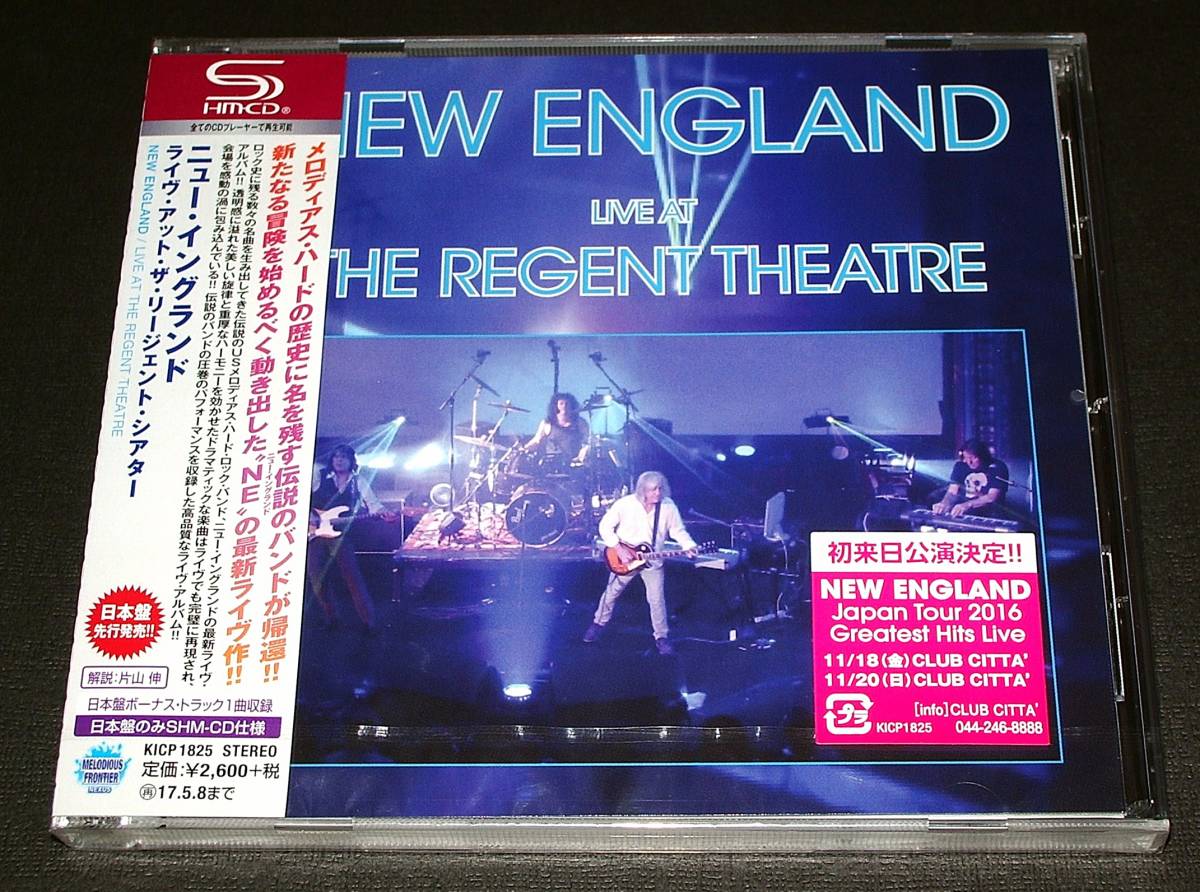 SHM-CD®
全てのCDプレーヤーで再生可能
メロディアス・ハードの歴史に名を残す伝説のバンドが帰還!!
新たなる冒険を始めるべく動き出した“NE”の最新ライヴ作!!
ニューイングランド
ロック史に残る数々の名曲を生み出してきた伝説のUSメロディアス・ハード・ロック・バンド、ニュー・イングランドの最新ライヴ・
アルバム!! 透明感に溢れた美しい旋律と重厚なハーモニーを効かせたドラマティックな楽曲はライヴでも完璧に再現され、
会場を感動の渦に包み込んでいる!! 伝説のバンドの圧巻のパフォーマンスを収録した高品質なライヴ・アルバム!!
ニュー・イングランド
ライヴ・アット・ザ・リージェント・シアター
NEW ENGLAND / LIVE AT THE REGENT THEATRE
日本盤
先行発売!!
解説:片山 伸
日本盤ボーナス・トラック1曲収録
日本盤のみSHM-CD仕様
MELODIOUS
FRONTIER
NEXUS
KICP1825 STEREO
定価:¥2,600+税
再17.5.8まで
NEW ENGLAND
LIVE AT
THE REGENT THEATRE
初来日公演決定!!
NEW ENGLAND
Japan Tour 2016
Greatest Hits Live
11/18(金)CLUB CITTA'
11/20(日)CLUB CITTA'
プラ
[info]CLUB CITTA'
KICP1825 044-246-8888